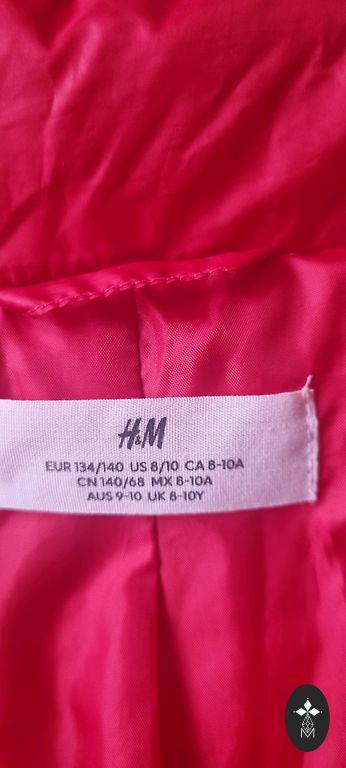 H&M
EUR 134/140 US 8/10 CA 8-10A
CN 140/68 MX 8-10A
AUS 9-10 UK 8-10Y
M